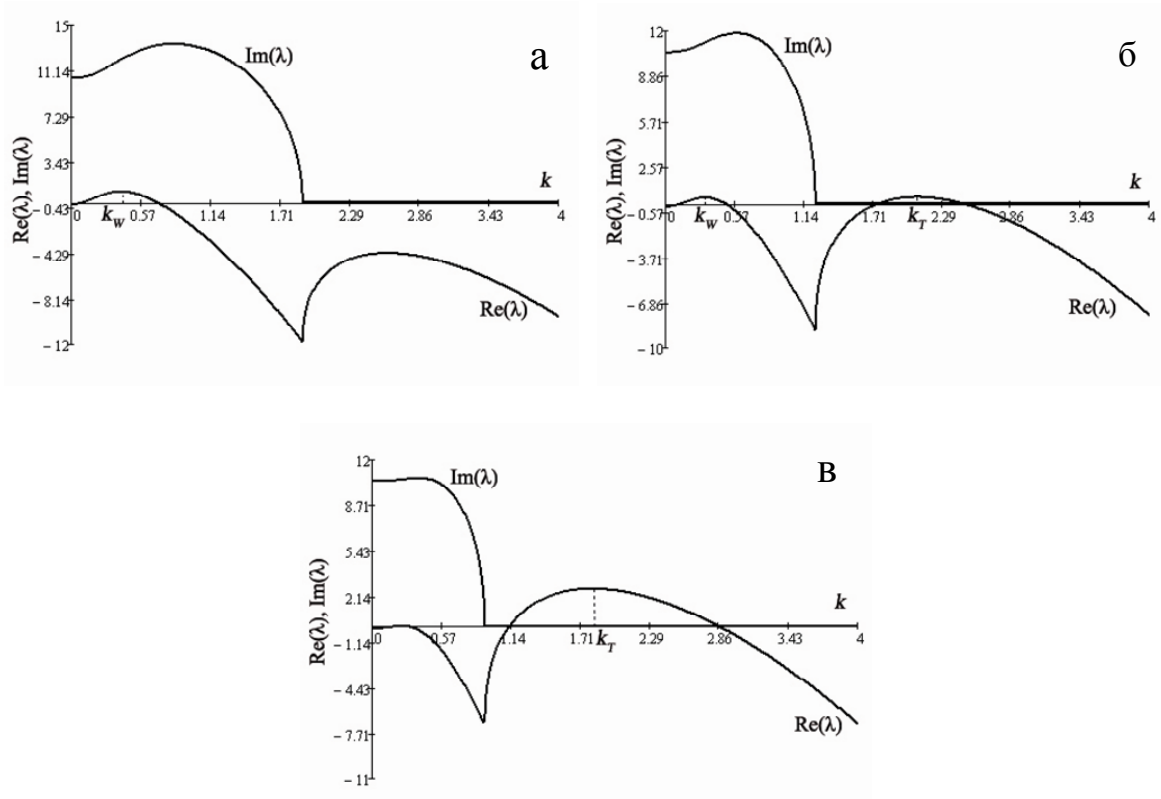 15
11.14
7.29
3.43
– 0.43
– 4.29
– 8.14
– 12
Re(λ), Im(λ)
Im(λ)
а
k
0 k_W 0.57 1.14 1.71 2.29 2.86 3.43 4
Re(λ)
12
8.86
5.71
2.57
– 0.57
– 3.71
– 6.86
– 10
Re(λ), Im(λ)
Im(λ)
б
k
0 k_W 0.57 1.14 1.71 k_T 2.29 2.86 3.43 4
Re(λ)
12
8.71
5.43
2.14
– 1.14
– 4.43
– 7.71
– 11
Re(λ), Im(λ)
Im(λ)
в
k
0 0.57 1.14 1.71 k_T 2.29 2.86 3.43 4
Re(λ)